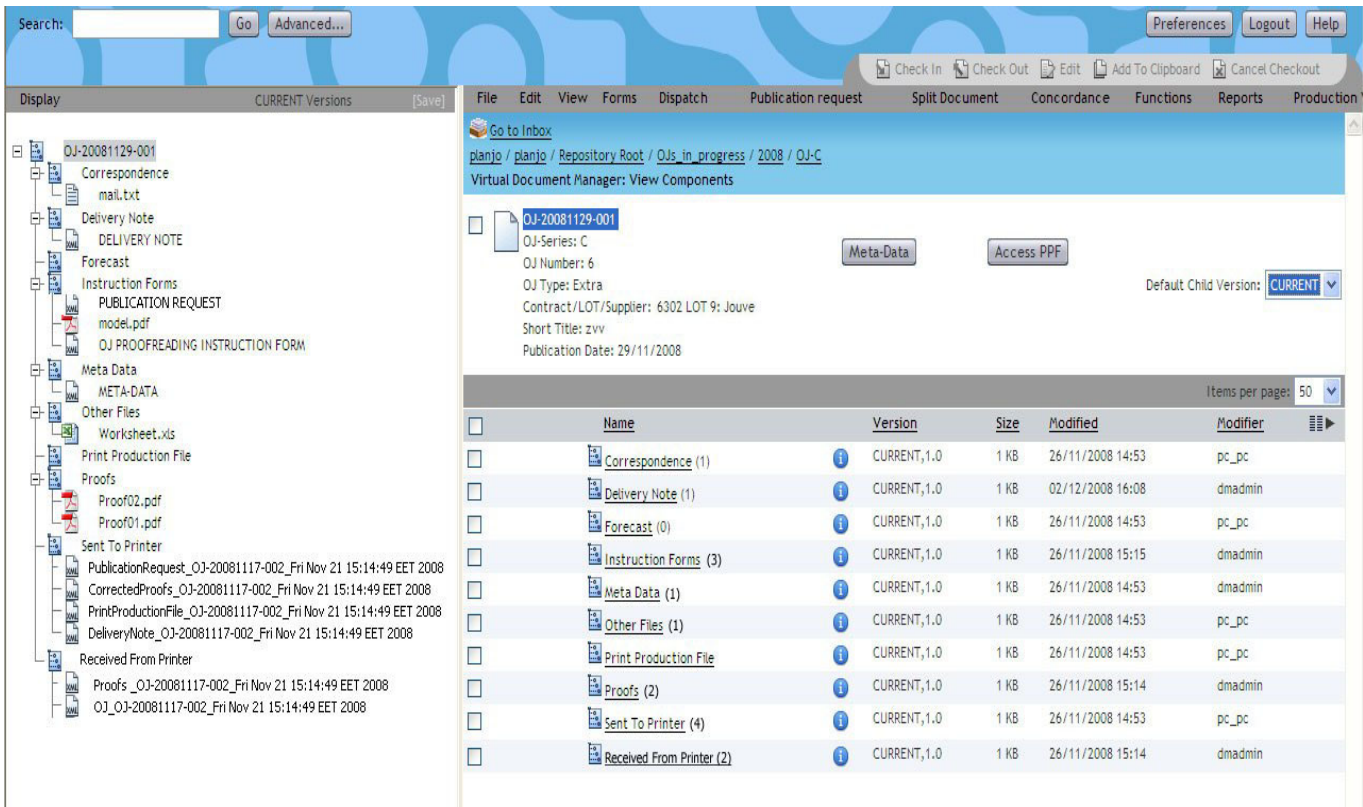 Search: Go Advanced... Preferences Logout Help
Check In Check Out Edit Add To Clipboard Cancel Checkout
Display CURRENT Versions [Save]
OJ-20081129-001
Correspondence
mail.txt
Delivery Note
DELIVERY NOTE
Forecast
Instruction Forms
PUBLICATION REQUEST
model.pdf
OJ PROOFREADING INSTRUCTION FORM
Meta Data
META-DATA
Other Files
Worksheet.xls
Print Production File
Proofs
Proof02.pdf
Proof01.pdf
Sent To Printer
PublicationRequest_OJ-20081117-002_Fri Nov 21 15:14:49 EET 2008
CorrectedProofs_OJ-20081117-002_Fri Nov 21 15:14:49 EET 2008
PrintProductionFile_OJ-20081117-002_Fri Nov 21 15:14:49 EET 2008
DeliveryNote_OJ-20081117-002_Fri Nov 21 15:14:49 EET 2008
Received From Printer
Proofs _OJ-20081117-002_Fri Nov 21 15:14:49 EET 2008
OJ_OJ-20081117-002_Fri Nov 21 15:14:49 EET 2008
File Edit View Forms Dispatch Publication request Split Document Concordance Functions Reports Production
Go to Inbox
planjo / planjo / Repository Root / OJs_in_progress / 2008 / OJ-C
Virtual Document Manager: View Components
OJ-20081129-001
OJ-Series: C
OJ Number: 6
OJ Type: Extra
Contract/LOT/Supplier: 6302 LOT 9: Jouve
Short Title: zvv
Publication Date: 29/11/2008
Meta-Data Access PPF
Default Child Version: CURRENT
Items per page: 50
Name Version Size Modified Modifier
Correspondence (1) CURRENT,1.0 1 KB 26/11/2008 14:53 pc_pc
Delivery Note (1) CURRENT,1.0 1 KB 02/12/2008 16:08 dmadmin
Forecast (0) CURRENT,1.0 1 KB 26/11/2008 14:53 pc_pc
Instruction Forms (3) CURRENT,1.0 1 KB 26/11/2008 15:15 dmadmin
Meta Data (1) CURRENT,1.0 1 KB 26/11/2008 14:53 dmadmin
Other Files (1) CURRENT,1.0 1 KB 26/11/2008 14:53 pc_pc
Print Production File CURRENT,1.0 1 KB 26/11/2008 14:53 pc_pc
Proofs (2) CURRENT,1.0 1 KB 26/11/2008 15:14 dmadmin
Sent To Printer (4) CURRENT,1.0 1 KB 26/11/2008 14:53 pc_pc
Received From Printer (2) CURRENT,1.0 1 KB 26/11/2008 15:14 dmadmin